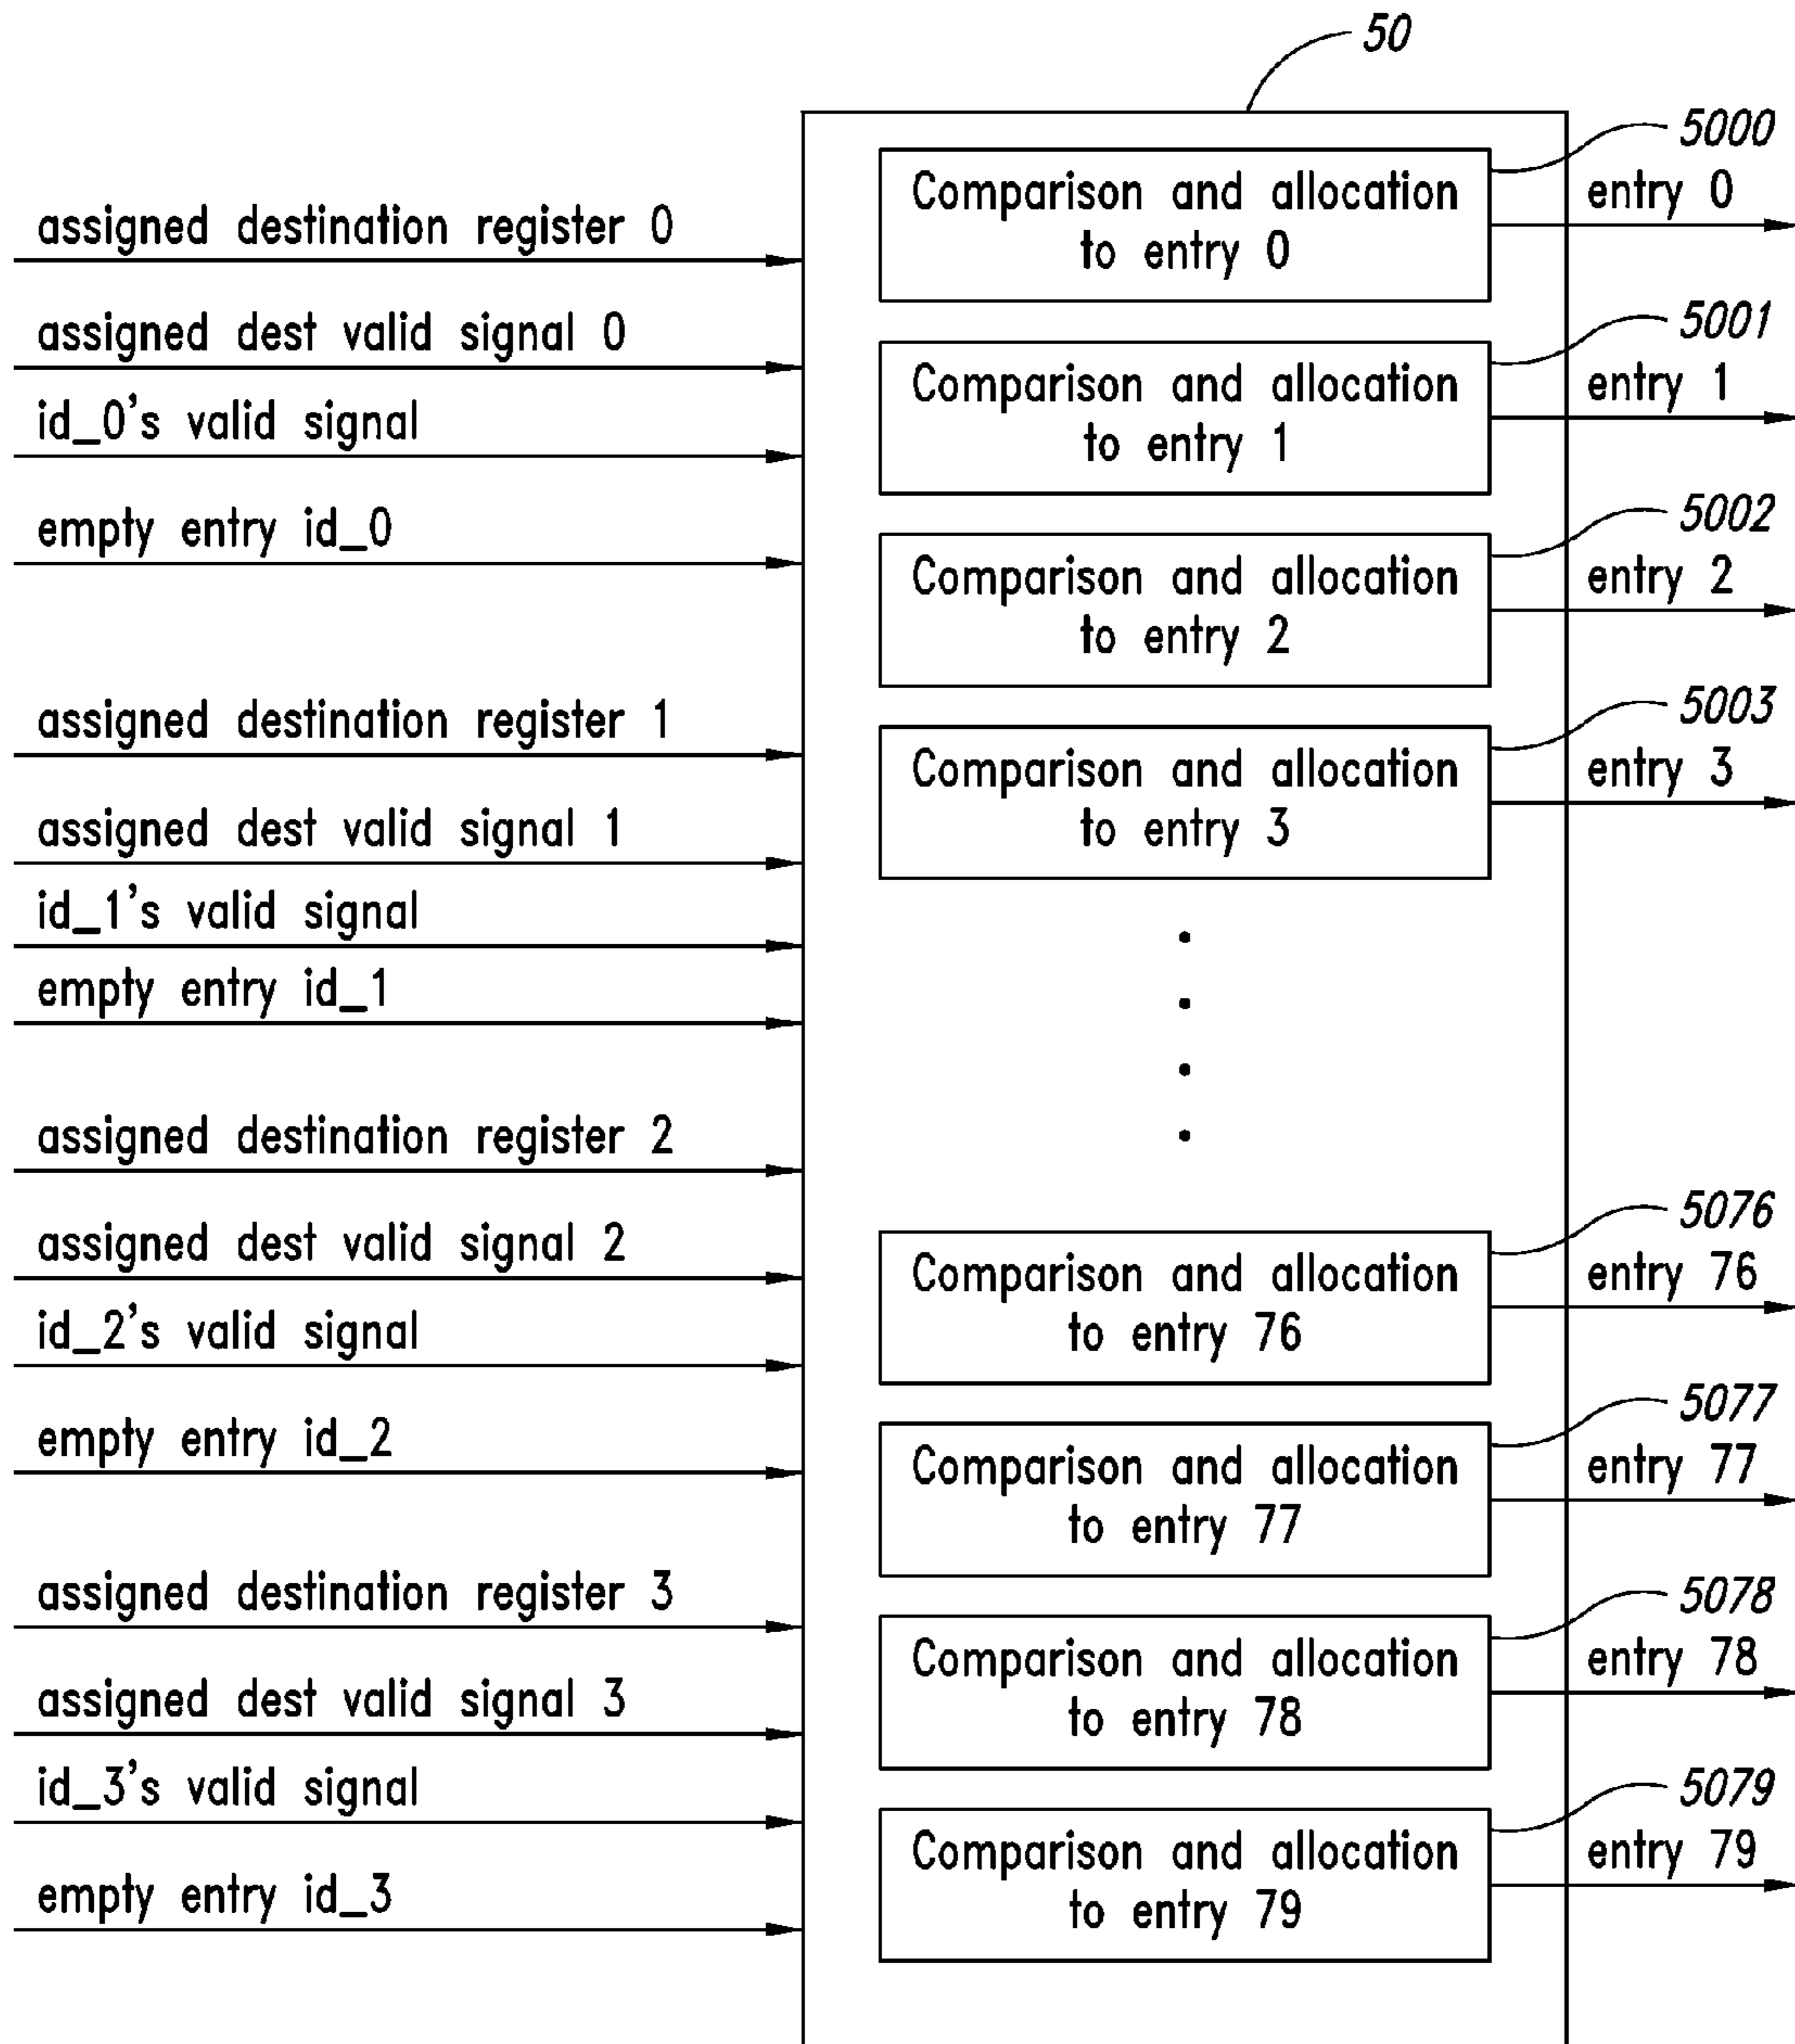 50
assigned destination register 0
assigned dest valid signal 0
id_0's valid signal
empty entry id_0
assigned destination register 1
assigned dest valid signal 1
id_1's valid signal
empty entry id_1
assigned destination register 2
assigned dest valid signal 2
id_2's valid signal
empty entry id_2
assigned destination register 3
assigned dest valid signal 3
id_3's valid signal
empty entry id_3
Comparison and allocation
to entry 0
5000
entry 0
Comparison and allocation
to entry 1
5001
entry 1
Comparison and allocation
to entry 2
5002
entry 2
Comparison and allocation
to entry 3
5003
entry 3
Comparison and allocation
to entry 76
5076
entry 76
Comparison and allocation
to entry 77
5077
entry 77
Comparison and allocation
to entry 78
5078
entry 78
Comparison and allocation
to entry 79
5079
entry 79